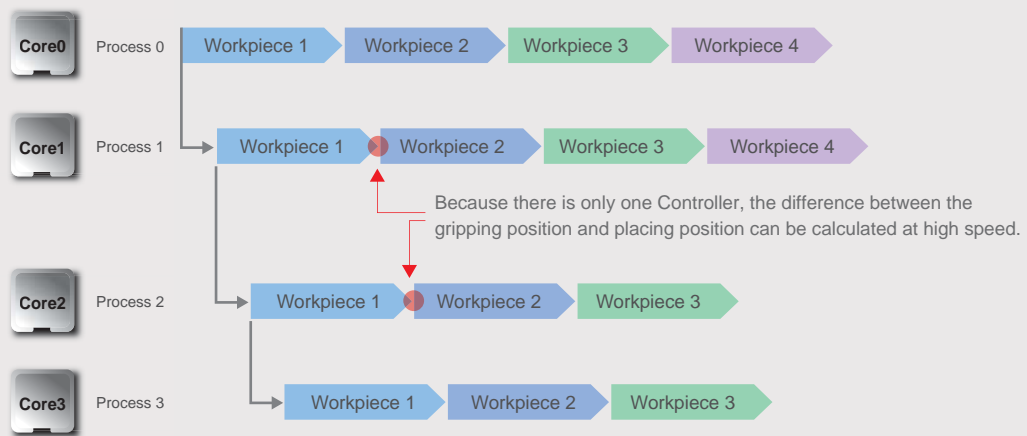 Core0 Process 0 Workpiece 1 Workpiece 2 Workpiece 3 Workpiece 4
Core1 Process 1 Workpiece 1 Workpiece 2 Workpiece 3 Workpiece 4
Because there is only one Controller, the difference between the
gripping position and placing position can be calculated at high speed.
Core2 Process 2 Workpiece 1 Workpiece 2 Workpiece 3
Core3 Process 3 Workpiece 1 Workpiece 2 Workpiece 3